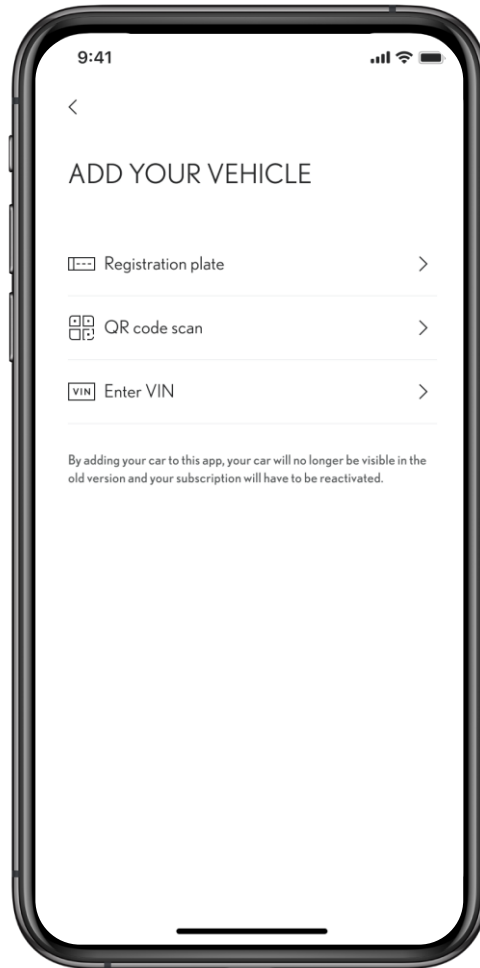 9:41
ADD YOUR VEHICLE
Registration plate
QR code scan
VIN Enter VIN
By adding your car to this app, your car will no longer be visible in the
old version and your subscription will have to be reactivated.